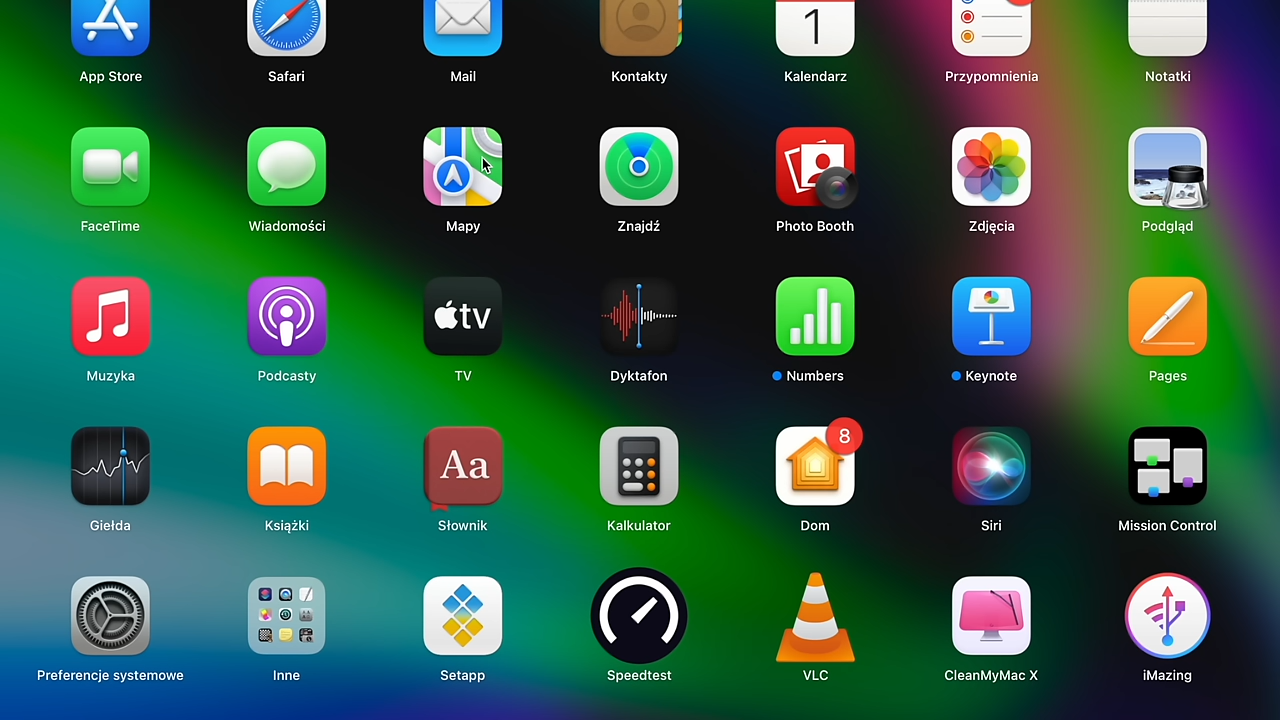 1
App Store Safari Mail Kontakty Kalendarz Przypomnienia Notatki
FaceTime Wiadomości Mapy Znajdź Photo Booth Zdjęcia Podgląd
tv
Muzyka Podcasty TV Dyktafon Numbers Keynote Pages
Aa 8
Giełda Książki Słownik Kalkulator Dom Siri Mission Control
Preferencje systemowe Inne Setapp Speedtest VLC CleanMyMac X iMazing